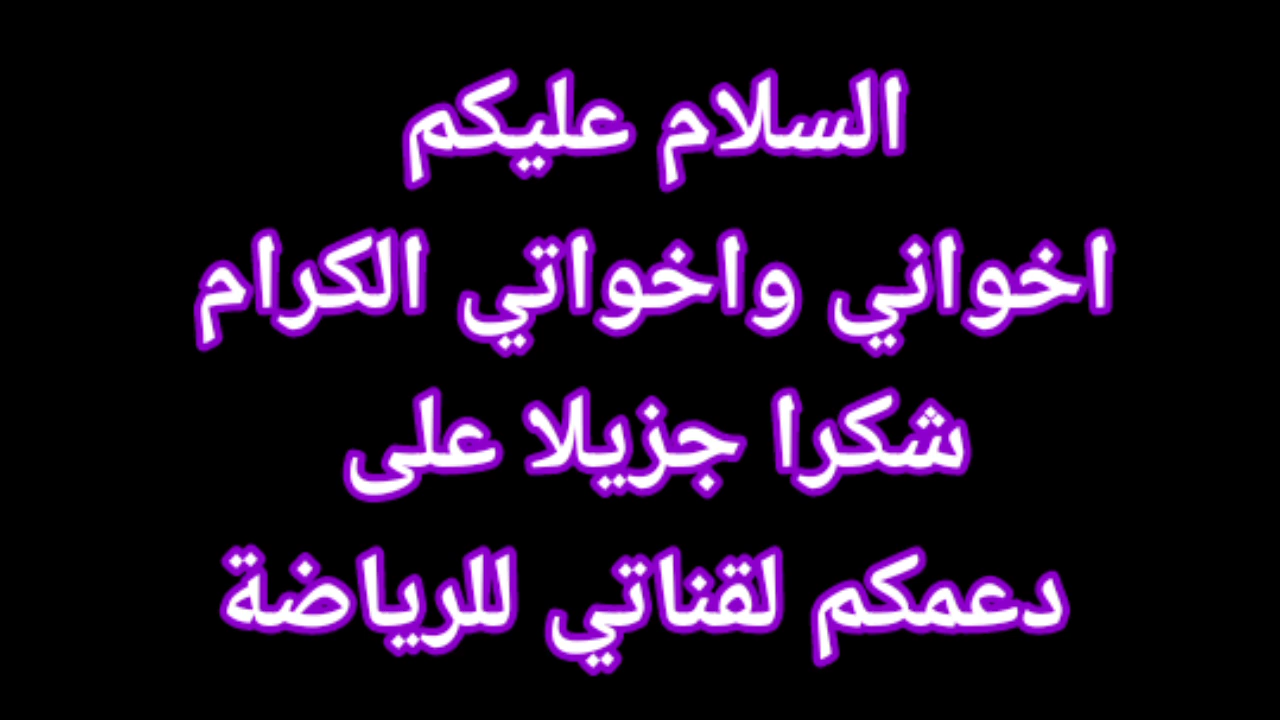 السلام عليكم
اخواني واخواتي الكرام
شكرا جزيلا على
دعمكم لقناتي للرياضة